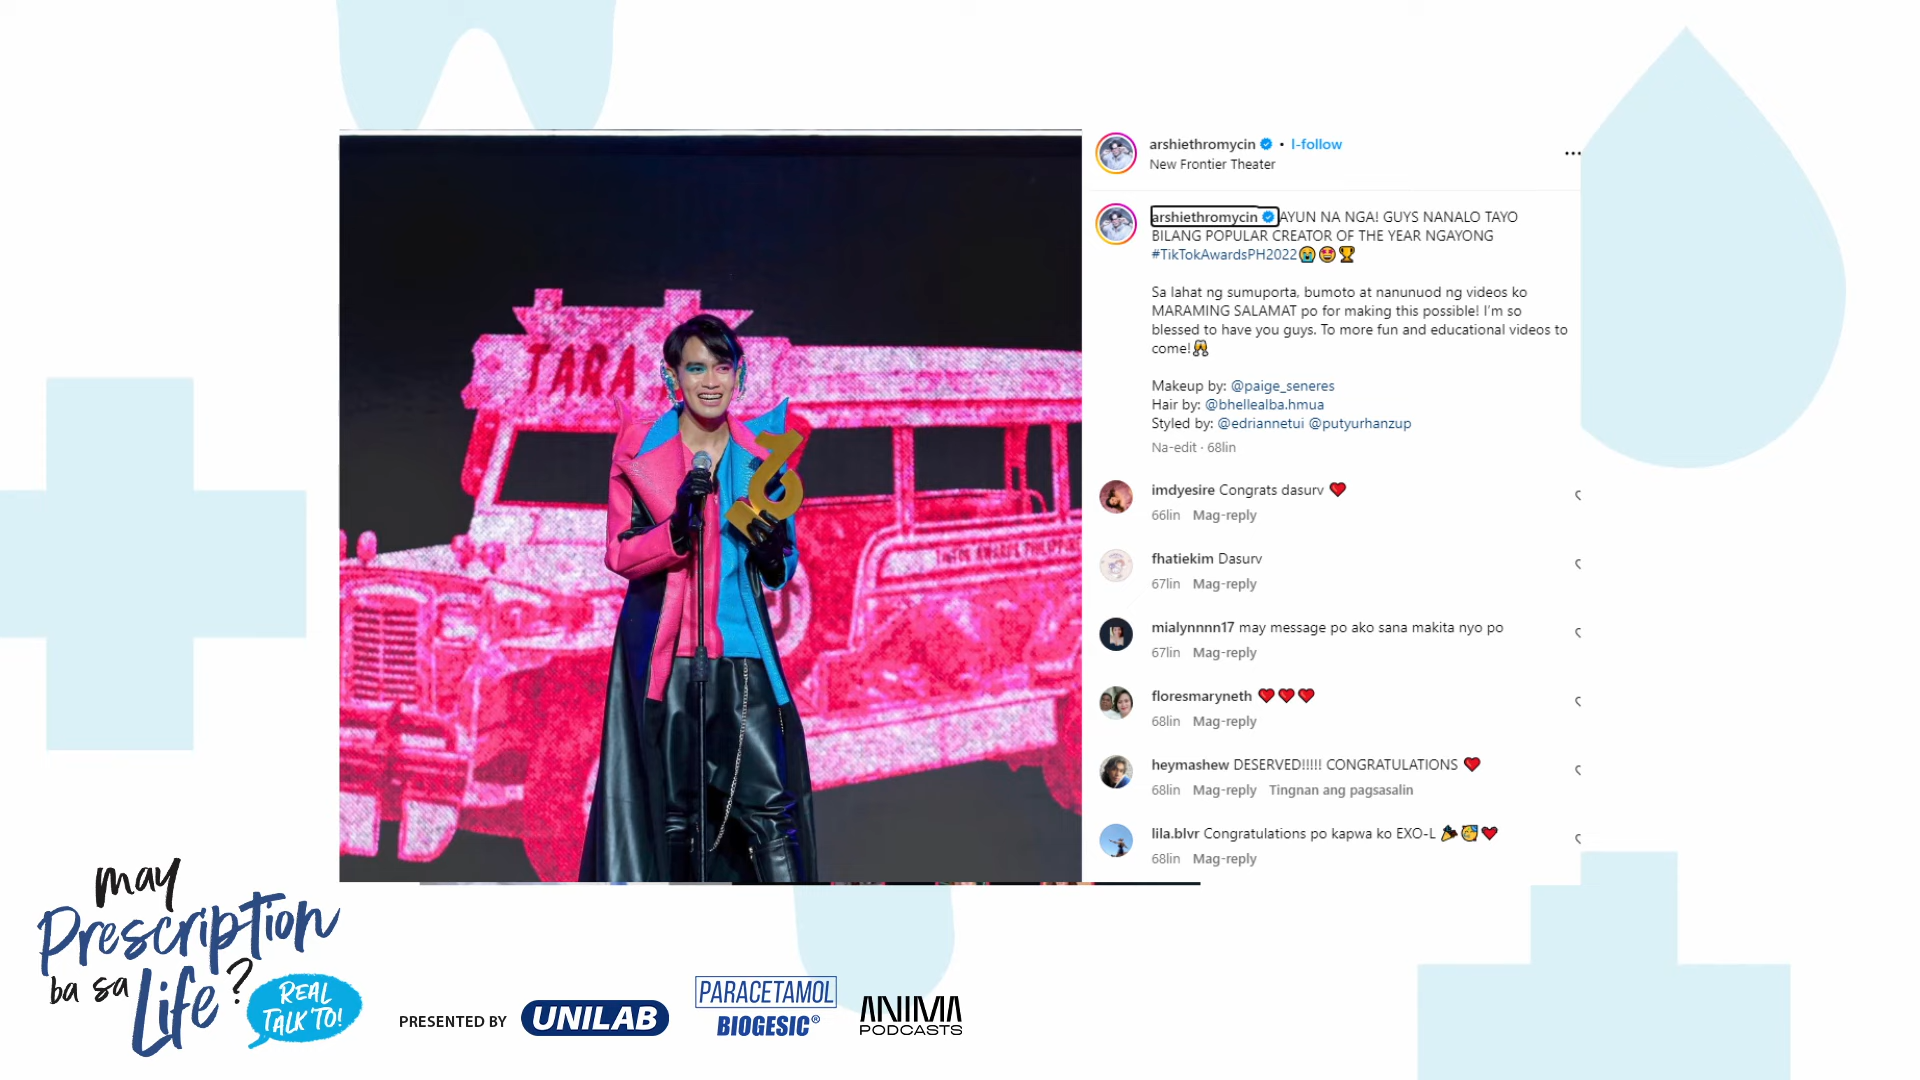 arshiethromycin • I-follow
New Frontier Theater
TARA
TIKTOK AWARDS PHILIPPINES
arshiethromycin AYUN NA NGA! GUYS NANALO TAYO
BILANG POPULAR CREATOR OF THE YEAR NGAYONG
#TikTokAwardsPH2022😭🤩🏆
Sa lahat ng sumuporta, bumoto at nanunuod ng videos ko
MARAMING SALAMAT po for making this possible! I'm so
blessed to have you guys. To more fun and educational videos to
come!🥂
Makeup by: @paige_seneres
Hair by: @bhellealba.hmua
Styled by: @edriannetui @putyurhanzup
Na-edit · 68lin
imdyesire Congrats dasurv ❤️
66lin Mag-reply
fhatiekim Dasurv
67lin Mag-reply
mialynnnn17 may message po ako sana makita nyo po
67lin Mag-reply
floresmaryneth ❤️❤️❤️
68lin Mag-reply
heymashew DESERVED!!!!! CONGRATULATIONS ❤️
68lin Mag-reply Tingnan ang pagsasalin
lila.blvr Congratulations po kapwa ko EXO-L 🎉🥳❤️
68lin Mag-reply
may
Prescription
ba sa Life?
REAL
TALK 'TO!
PRESENTED BY
UNILAB
PARACETAMOL
BIOGESIC®
ANIMA
PODCASTS